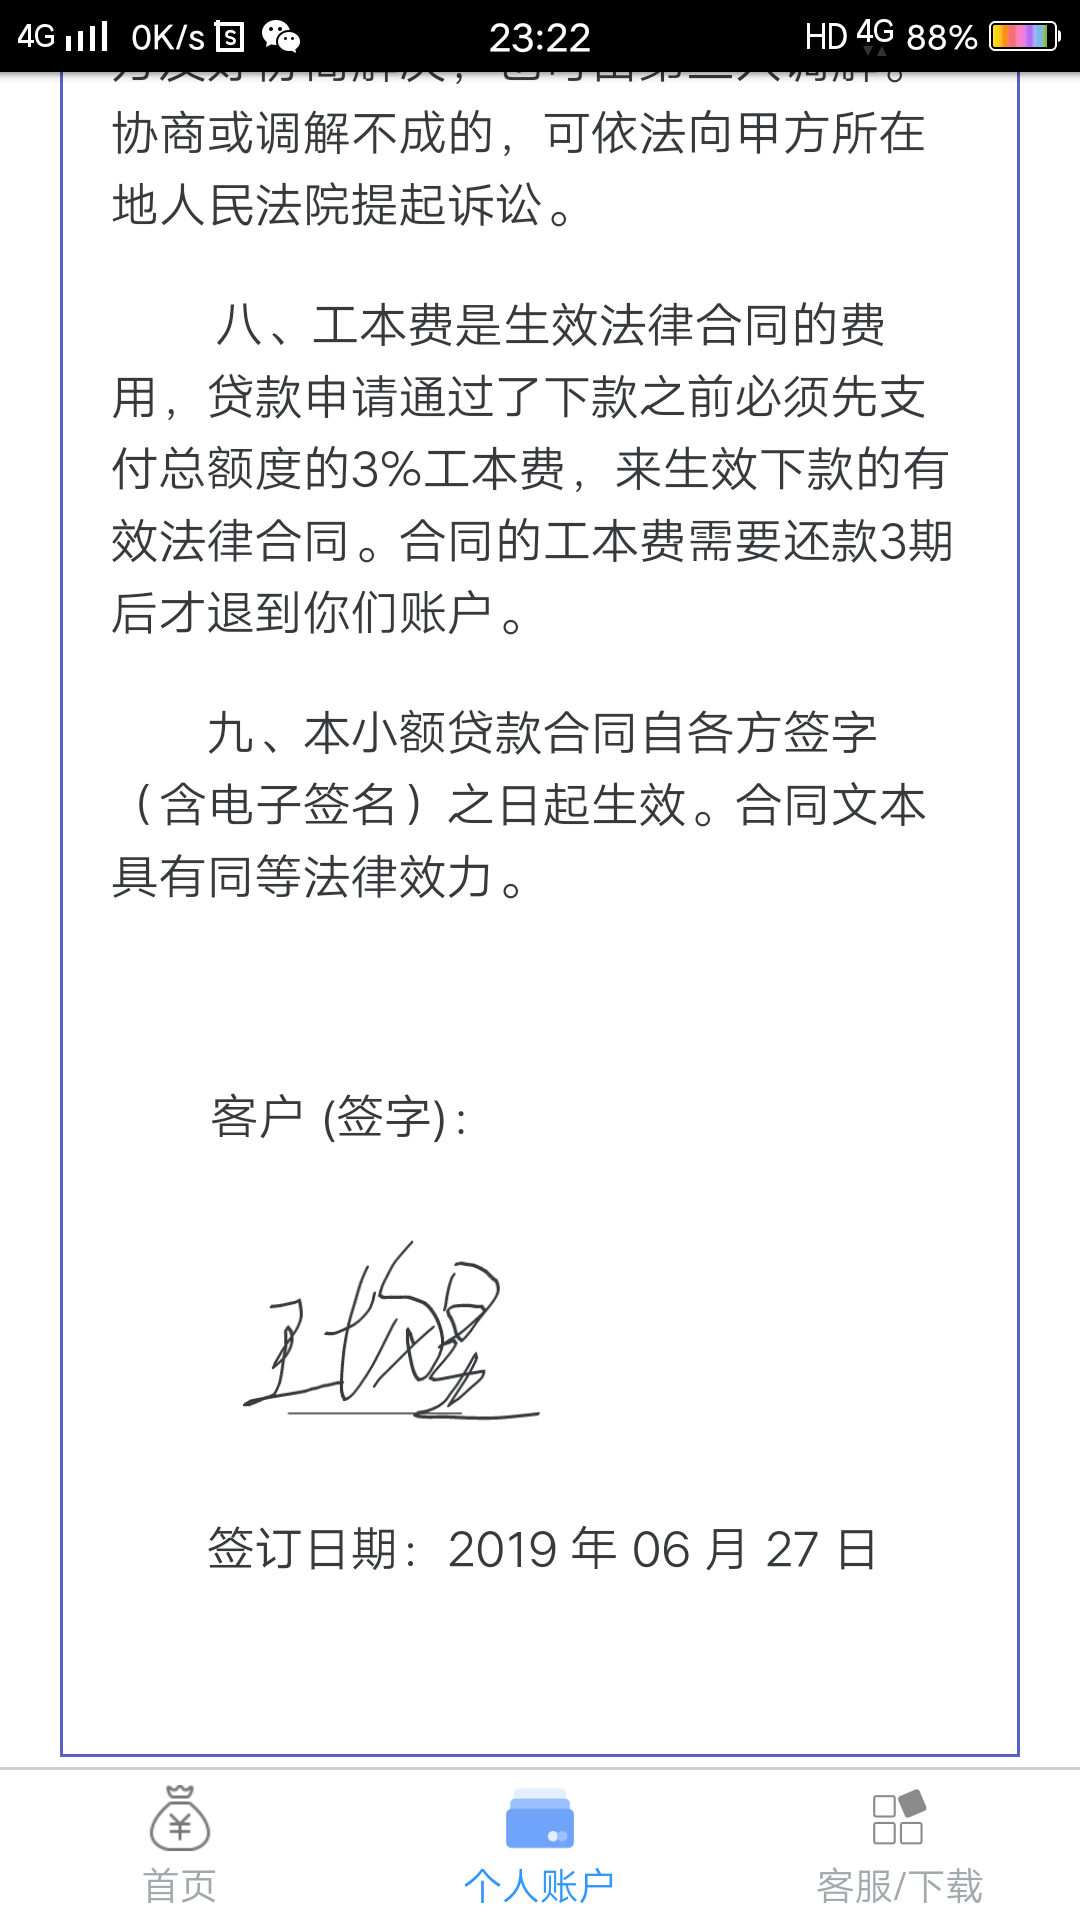 4G 0K/s 23:22 HD 4G 88%
协商或调解不成的，可依法向甲方所在
地人民法院提起诉讼。
八、工本费是生效法律合同的费
用，贷款申请通过了下款之前必须先支
付总额度的3%工本费，来生效下款的有
效法律合同。合同的工本费需要还款3期
后才退到你们账户。
九、本小额贷款合同自各方签字
（含电子签名）之日起生效。合同文本
具有同等法律效力。
客户 (签字)：
签订日期：2019 年 06 月 27 日
首页 个人账户 客服/下载